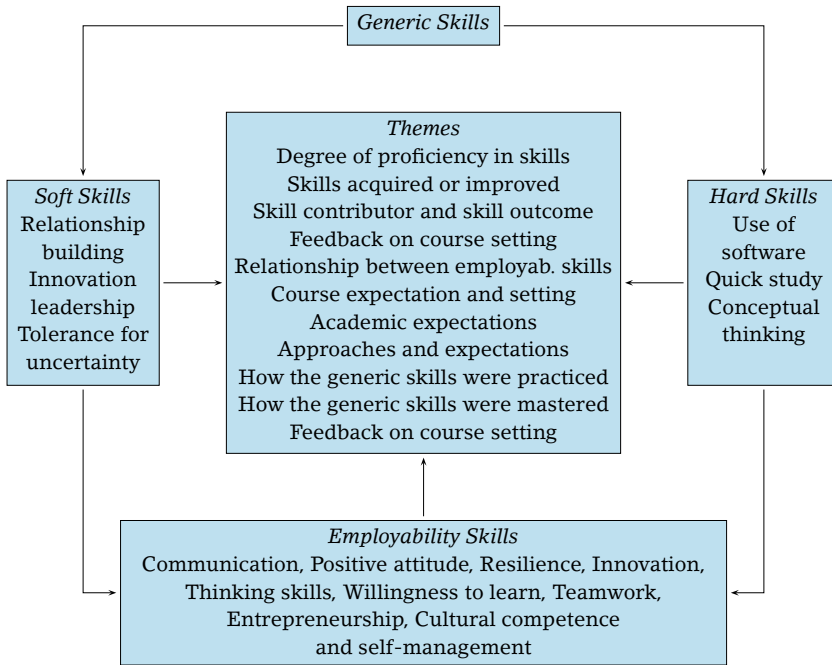 Generic Skills
Themes
Degree of proficiency in skills
Skills acquired or improved
Skill contributor and skill outcome
Feedback on course setting
Relationship between employab. skills
Course expectation and setting
Academic expectations
Approaches and expectations
How the generic skills were practiced
How the generic skills were mastered
Feedback on course setting
Soft Skills
Relationship
building
Innovation
leadership
Tolerance for
uncertainty
Hard Skills
Use of
software
Quick study
Conceptual
thinking
Employability Skills
Communication, Positive attitude, Resilience, Innovation,
Thinking skills, Willingness to learn, Teamwork,
Entrepreneurship, Cultural competence
and self-management